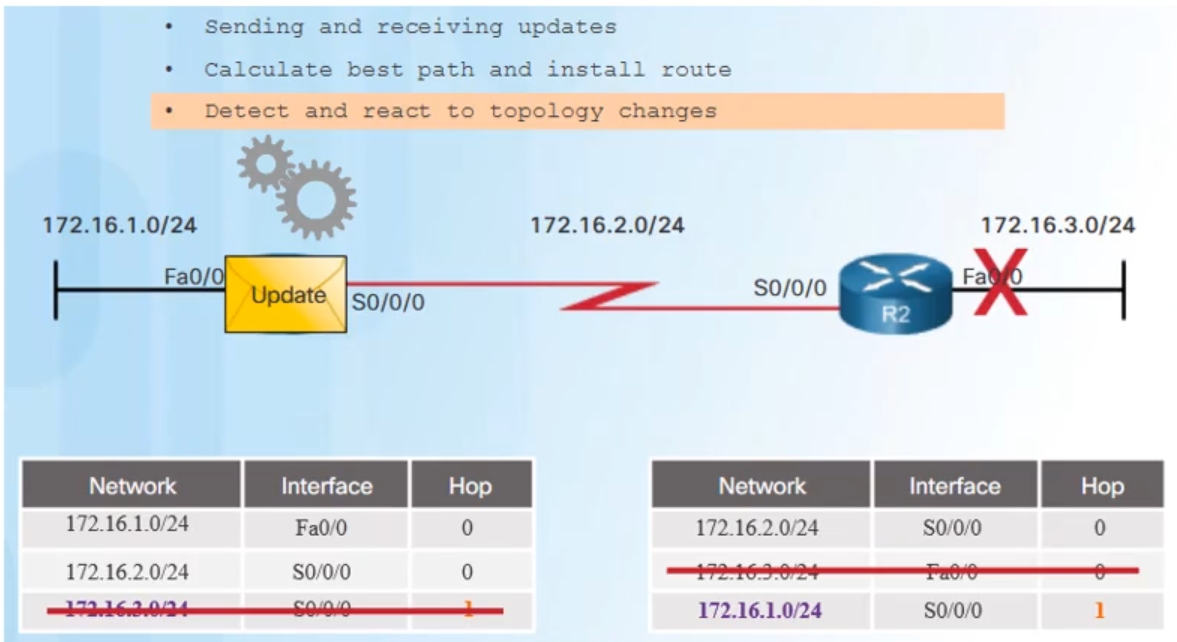 • Sending and receiving updates
• Calculate best path and install route
• Detect and react to topology changes
172.16.1.0/24 172.16.2.0/24 172.16.3.0/24
Fa0/0 Update S0/0/0 S0/0/0 R2 Fa0/0
Network Interface Hop
172.16.1.0/24 Fa0/0 0
172.16.2.0/24 S0/0/0 0
172.16.3.0/24 S0/0/0 1
Network Interface Hop
172.16.2.0/24 S0/0/0 0
172.16.3.0/24 Fa0/0 0
172.16.1.0/24 S0/0/0 1